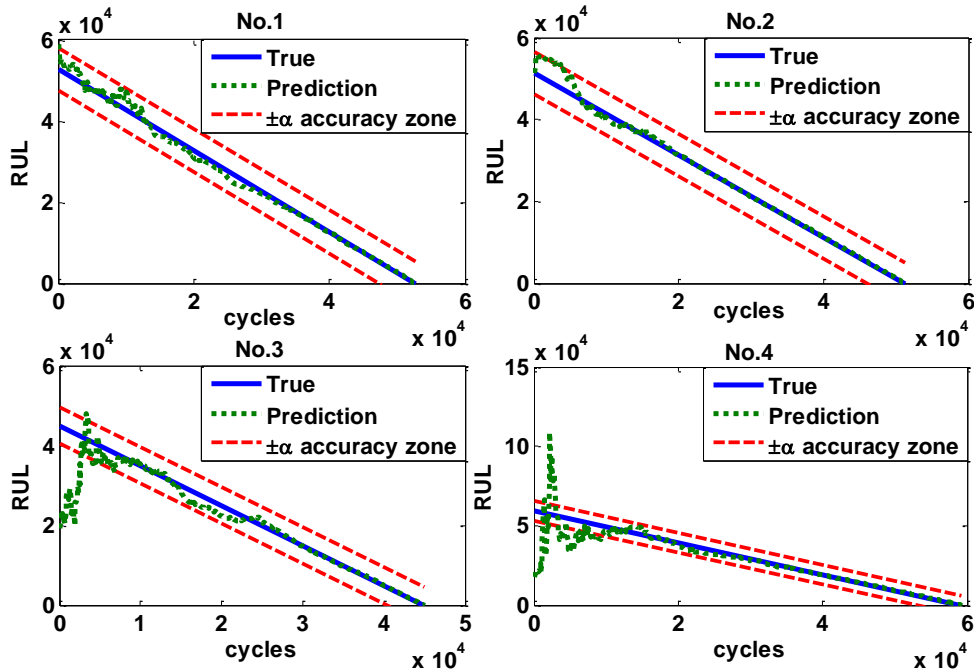 No.1
x 10^4
6
4
2
0
RUL
True
Prediction
±α accuracy zone
0 2 4 6
cycles
x 10^4
No.2
x 10^4
6
4
2
0
RUL
True
Prediction
±α accuracy zone
0 2 4 6
cycles
x 10^4
No.3
x 10^4
6
4
2
0
RUL
True
Prediction
±α accuracy zone
0 1 2 3 4 5
cycles
x 10^4
No.4
x 10^4
15
10
5
0
RUL
True
Prediction
±α accuracy zone
0 2 4 6
cycles
x 10^4